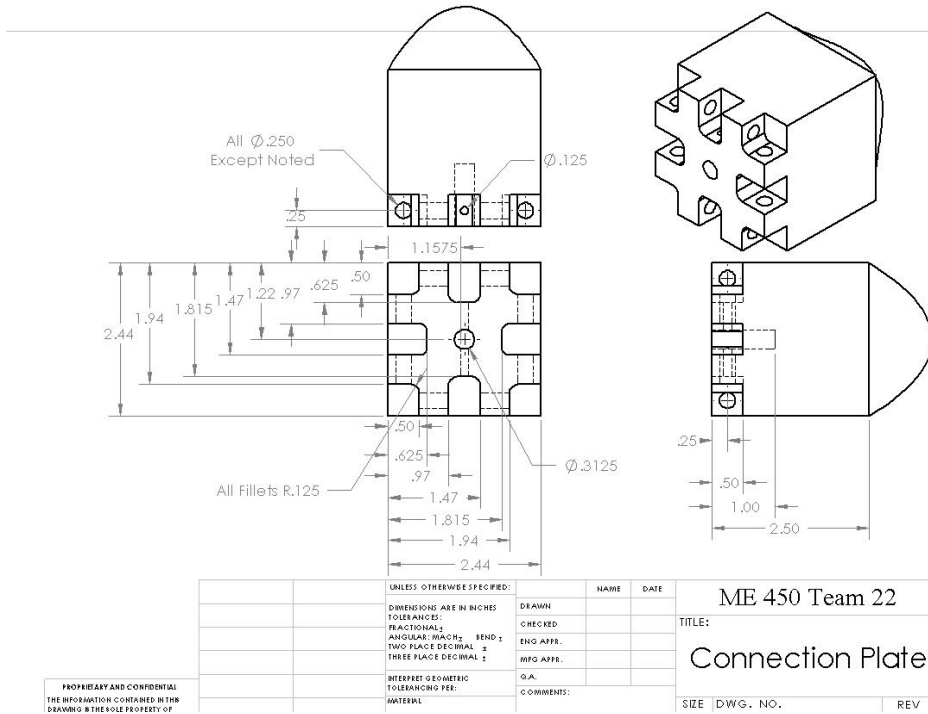 All Ø.250
Except Noted
Ø.125
.25
1.1575
2.44
1.94
1.815
1.47
1.22
.97
.625
.50
.50
.625
.97
1.47
1.815
1.94
2.44
All Fillets R.125
Ø.3125
.25
.50
1.00
2.50
UNLESS OTHERWISE SPECIFIED:
DIMENSIONS ARE IN INCHES
TOLERANCES:
FRACTIONAL±
ANGULAR: MACH± BEND ±
TWO PLACE DECIMAL ±
THREE PLACE DECIMAL ±
INTERPRET GEOMETRIC
TOLERANCING PER:
MATERIAL
NAME DATE
DRAWN
CHECKED
ENG APPR.
MFG APPR.
Q.A.
COMMENTS:
ME 450 Team 22
TITLE:
Connection Plate
SIZE DWG. NO. REV
PROPRIETARY AND CONFIDENTIAL
THE INFORMATION CONTAINED IN THIS
DRAWING IS THE SOLE PROPERTY OF